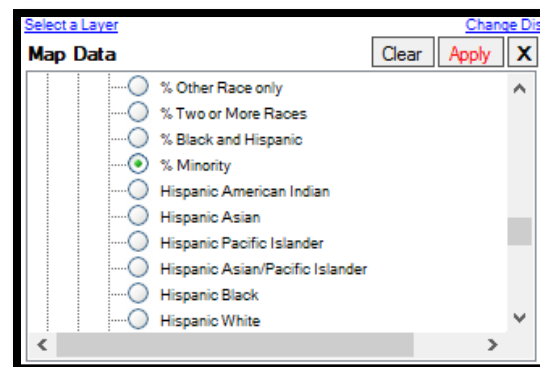 Select a Layer Change Dis
Map Data Clear Apply X
% Other Race only
% Two or More Races
% Black and Hispanic
% Minority
Hispanic American Indian
Hispanic Asian
Hispanic Pacific Islander
Hispanic Asian/Pacific Islander
Hispanic Black
Hispanic White